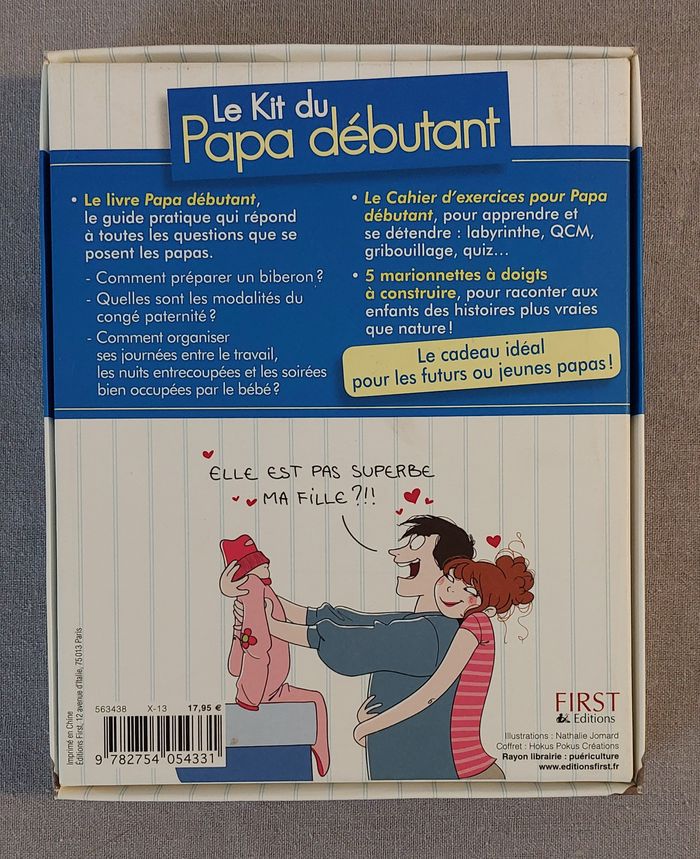 Le Kit du
Papa débutant
• Le livre Papa débutant,
le guide pratique qui répond
à toutes les questions que se
posent les papas.
- Comment préparer un biberon ?
- Quelles sont les modalités du
congé paternité ?
- Comment organiser
ses journées entre le travail,
les nuits entrecoupées et les soirées
bien occupées par le bébé ?
• Le Cahier d'exercices pour Papa
débutant, pour apprendre et
se détendre : labyrinthe, QCM,
gribouillage, quiz...
• 5 marionnettes à doigts
à construire, pour raconter aux
enfants des histoires plus vraies
que nature !
Le cadeau idéal
pour les futurs ou jeunes papas !
ELLE EST PAS SUPERBE
MA FILLE ?!!
Imprimé en Chine
Éditions First, 12 avenue d'Italie, 75 013 Paris
563438 X-13 17,95 €
9 782754 054331
FIRST
Editions
Illustrations : Nathalie Jomard
Coffret : Hokus Pokus Créations
Rayon librairie : puériculture
www.editionsfirst.fr